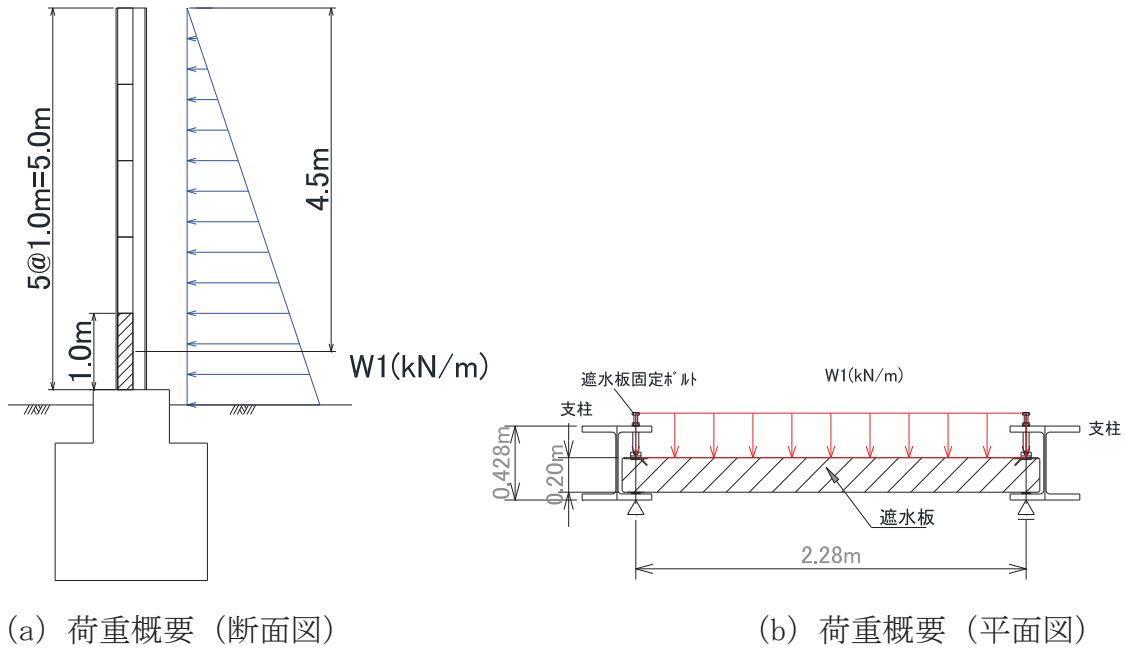 5@1.0m=5.0m
1.0m
4.5m
W1(kN/m)
(a) 荷重概要（断面図）
遮水板固定ﾎﾞﾙﾄ
W1(kN/m)
支柱
支柱
0.428m
0.20m
遮水板
2.28m
(b) 荷重概要（平面図）